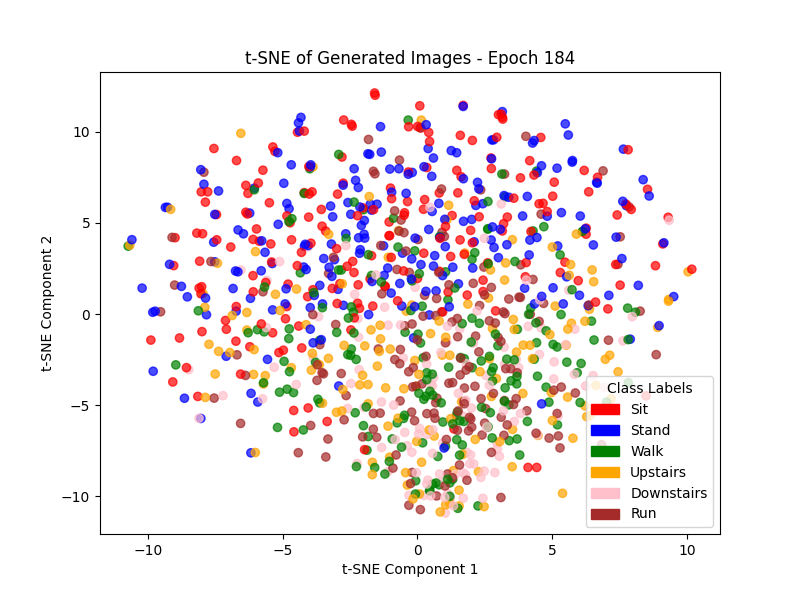 t-SNE of Generated Images - Epoch 184
t-SNE Component 2
10
5
0
−5
−10
−10
−5
0
5
10
t-SNE Component 1
Class Labels
Sit
Stand
Walk
Upstairs
Downstairs
Run